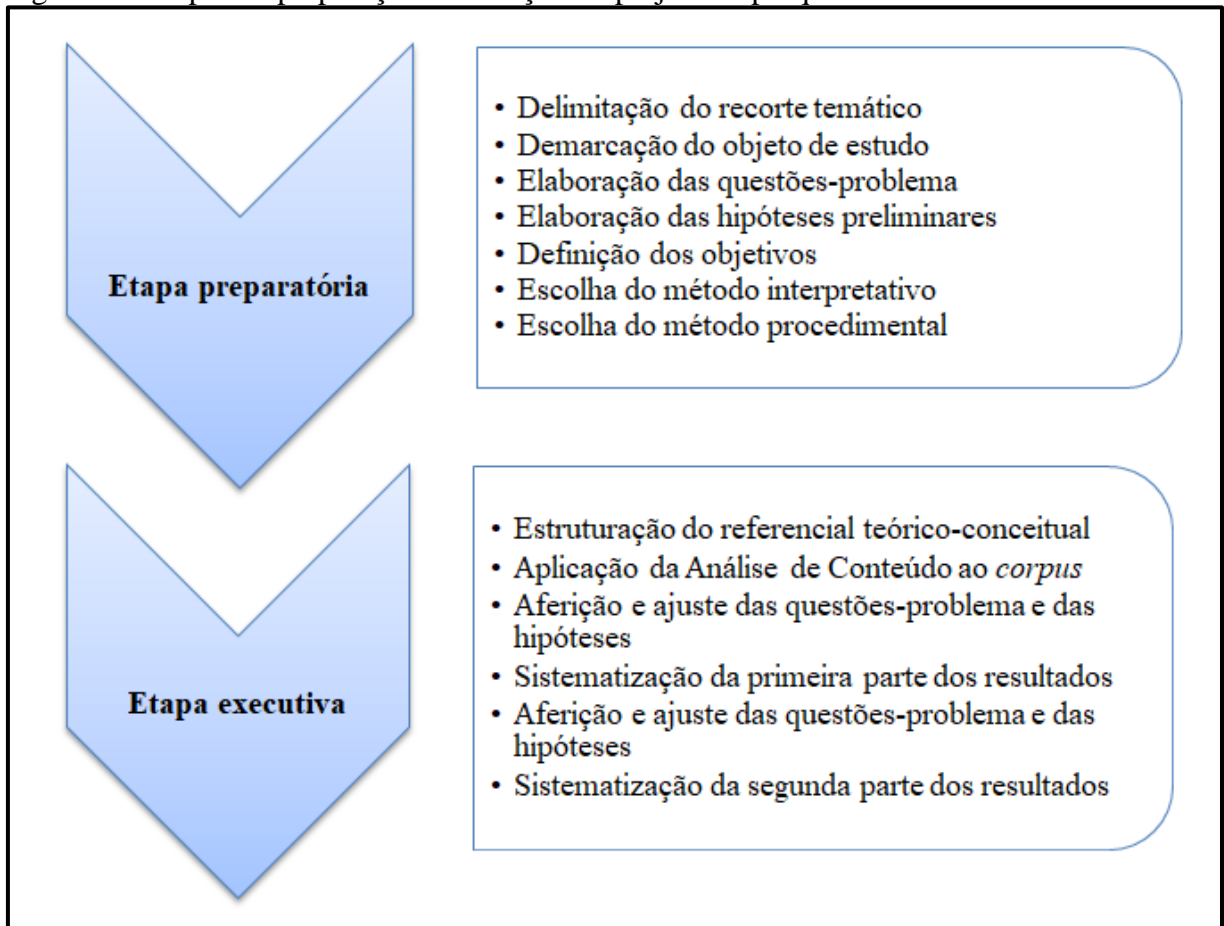 Etapa preparatória
• Delimitação do recorte temático
• Demarcação do objeto de estudo
• Elaboração das questões-problema
• Elaboração das hipóteses preliminares
• Definição dos objetivos
• Escolha do método interpretativo
• Escolha do método procedimental
Etapa executiva
• Estruturação do referencial teórico-conceitual
• Aplicação da Análise de Conteúdo ao corpus
• Aferição e ajuste das questões-problema e das
hipóteses
• Sistematização da primeira parte dos resultados
• Aferição e ajuste das questões-problema e das
hipóteses
• Sistematização da segunda parte dos resultados